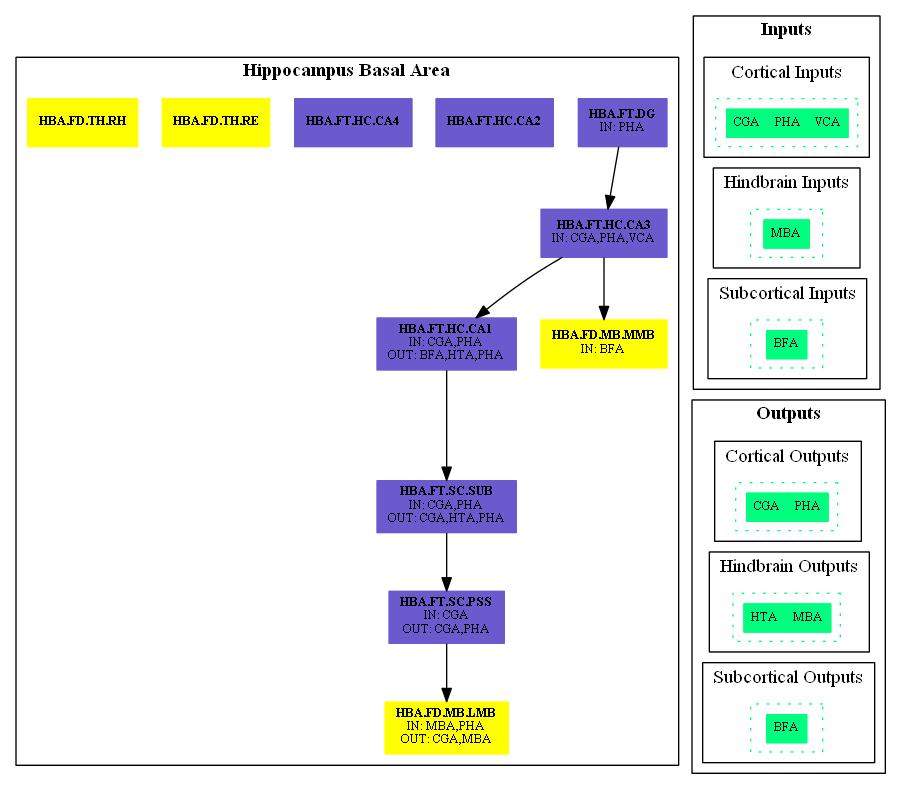 Hippocampus Basal Area
HBA.FD.TH.RH
HBA.FD.TH.RE
HBA.FT.HC.CA4
HBA.FT.HC.CA2
HBA.FT.DG
IN: PHA
HBA.FT.HC.CA3
IN: CGA,PHA,VCA
HBA.FT.HC.CA1
IN: CGA,PHA
OUT: BFA,HTA,PHA
HBA.FD.MB.MMB
IN: BFA
HBA.FT.SC.SUB
IN: CGA,PHA
OUT: CGA,HTA,PHA
HBA.FT.SC.PSS
IN: CGA
OUT: CGA,PHA
HBA.FD.MB.LMB
IN: MBA,PHA
OUT: CGA,MBA
Inputs
Cortical Inputs
CGA PHA VCA
Hindbrain Inputs
MBA
Subcortical Inputs
BFA
Outputs
Cortical Outputs
CGA PHA
Hindbrain Outputs
HTA MBA
Subcortical Outputs
BFA